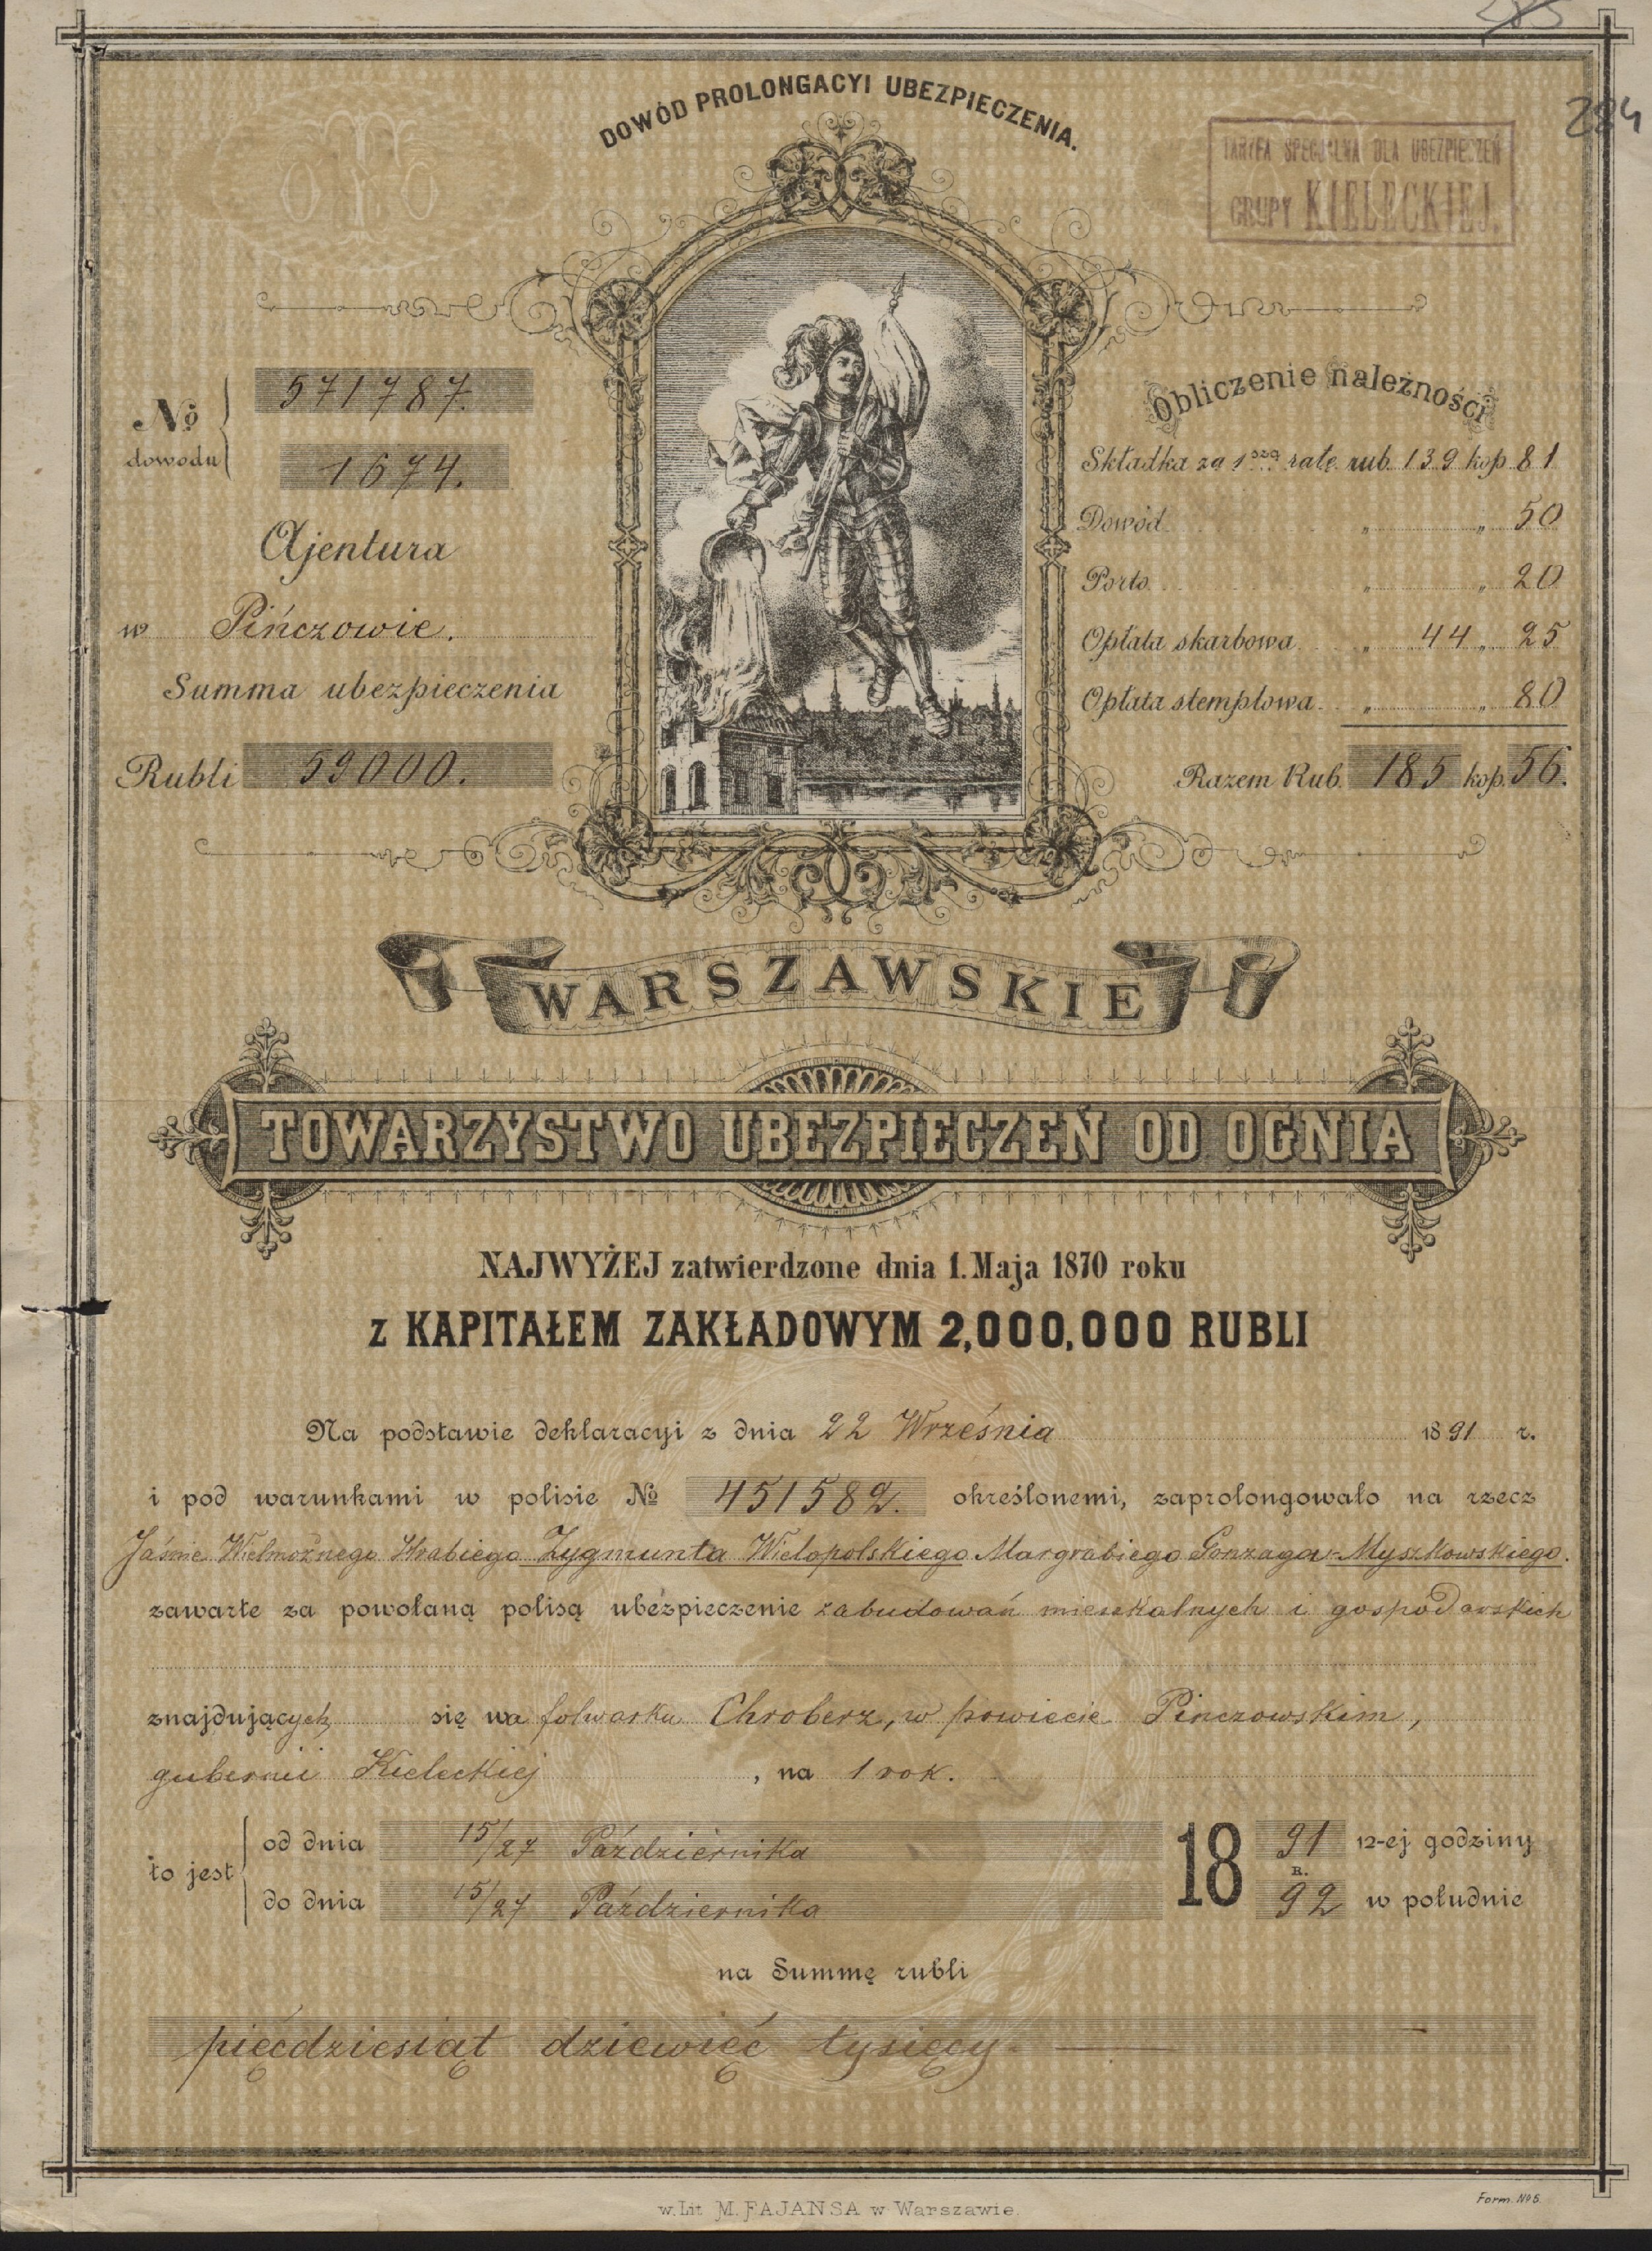 284
DOWÓD PROLONGACYI UBEZPIECZENIA.
TARYFA SPECJALNA DLA UBEZPIECZEŃ
GRUPY KIELECKIEJ.
№ dowodu
571787.
1674.
Ajentura
w Pińczowie.
Summa ubezpieczenia
Rubli 59000.
Obliczenie należności
Składka za 1szą ratę rub. 139 kop 81
Dowód „ „ 50
Porto „ „ 20
Opłata skarbowa „ 44 „ 25
Opłata stemplowa „ „ 80
Razem Rub. 185 kop. 56.
WARSZAWSKIE
TOWARZYSTWO UBEZPIECZEŃ OD OGNIA
NAJWYŻEJ zatwierdzone dnia 1. Maja 1870 roku
z KAPITAŁEM ZAKŁADOWYM 2,000,000 RUBLI
Na podstawie deklaracyi z dnia 22 Września 1891 r.
i pod warunkami w polisie № 451582. określonemi, zaprolongowało na rzecz
Jaśnie Wielmożnego Hrabiego Zygmunta Wielopolskiego Margrabiego Gonzaga-Myszkowskiego.
zawarte za powołaną polisą ubezpieczenie zabudowań mieszkalnych i gospodarskich
znajdujących się na folwarku Chroberz, w powiecie Pinczowskim,
gubernii Kieleckiej, na 1 rok.
to jest
od dnia 15/27 Października 1891 12-ej godziny
R.
do dnia 15/27 Października 92 w południe
na Summę rubli
pięćdziesiąt dziewięć tysięcy
w. Lit M. FAJANSA w Warszawie.
Form. № 5.